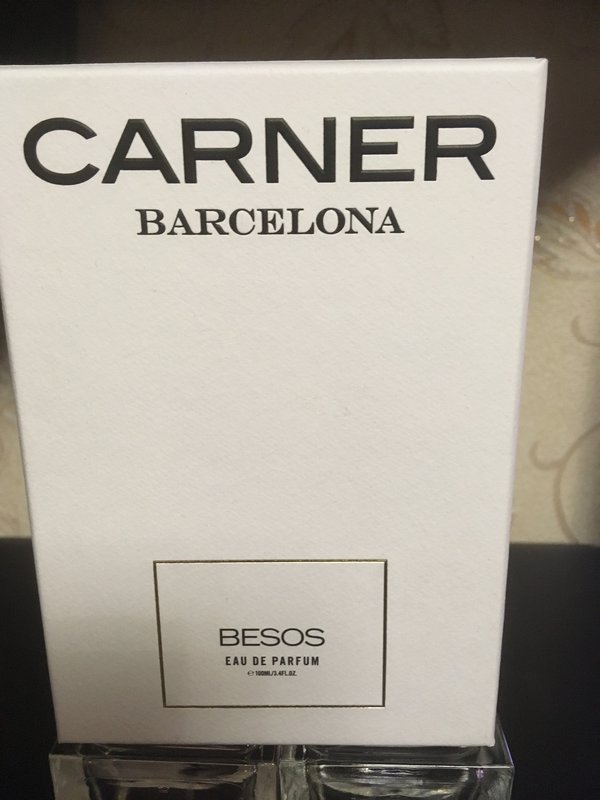 CARNER
BARCELONA
BESOS
EAU DE PARFUM
℮ 100ML/3.4FL.OZ.